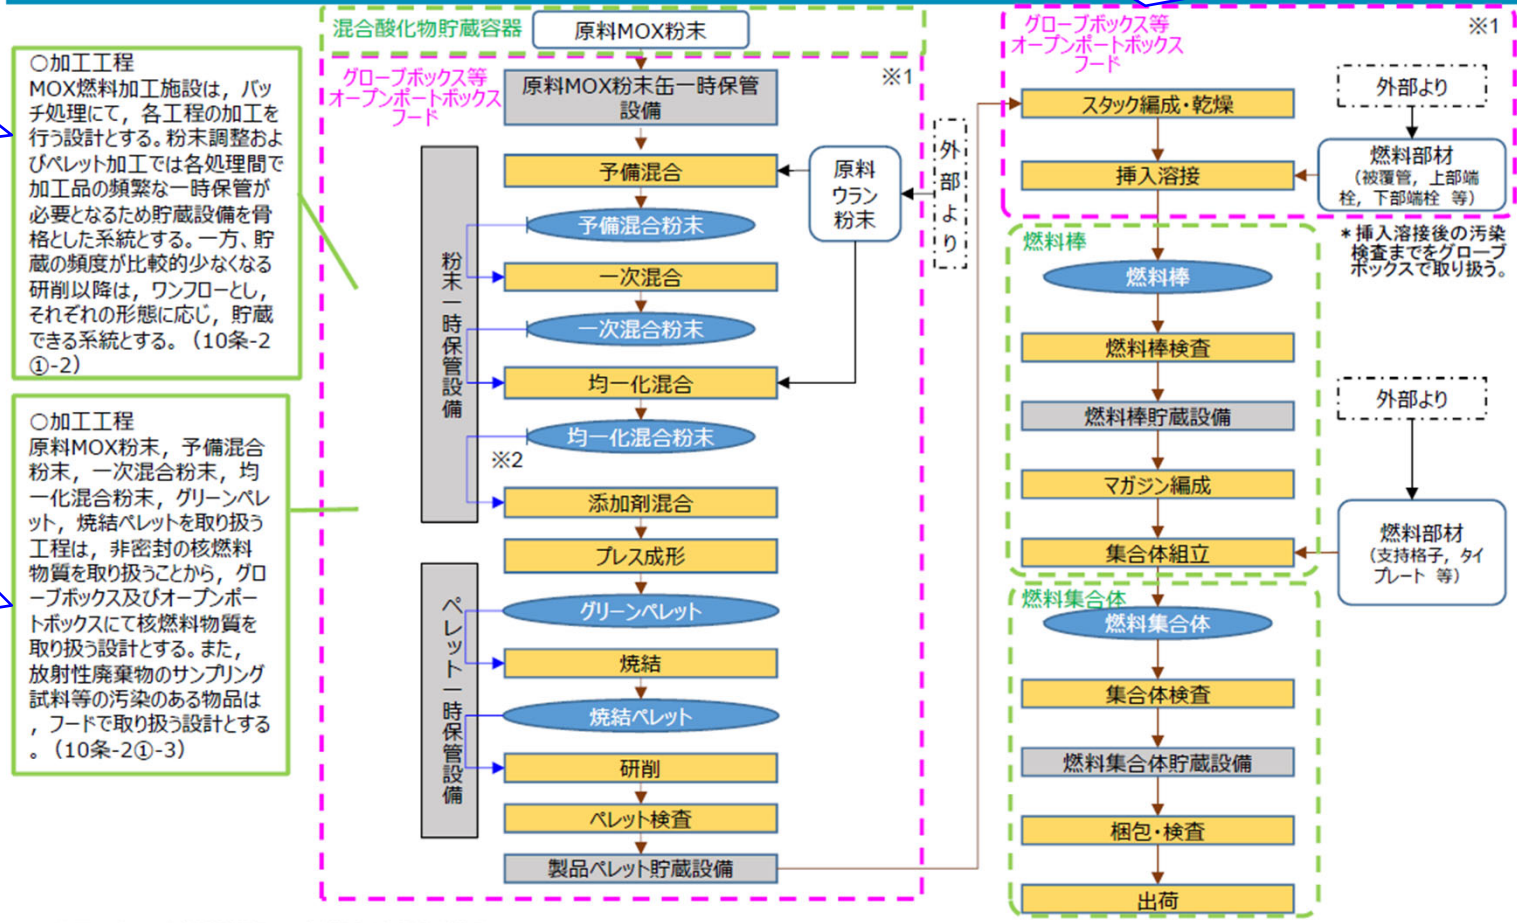 ○加工工程
MOX燃料加工施設は，バッ
チ処理にて，各工程の加工を
行う設計とする。粉末調整およ
びペレット加工では各処理間で
加工品の頻繁な一時保管が
必要となるため貯蔵設備を骨
格とした系統とする。一方、貯
蔵の頻度が比較的少なくなる
研削以降は，ワンフローとし，
それぞれの形態に応じ，貯蔵
できる系統とする。（10条-2
①-2）
○加工工程
原料MOX粉末，予備混合
粉末，一次混合粉末，均
一化混合粉末，グリーンペレ
ット，焼結ペレットを取り扱う
工程は，非密封の核燃料
物質を取り扱うことから，グロ
ーブボックス及びオープンポー
トボックスにて核燃料物質を
取り扱う設計とする。また，
放射性廃棄物のサンプリング
試料等の汚染のある物品は
，フードで取り扱う設計とする
。（10条-2①-3）
混合酸化物貯蔵容器
原料MOX粉末
グローブボックス等
オープンポートボックス
フード
※1
原料MOX粉末缶一時保管
設備
粉末一時保管設備
予備混合
原料
ウラン
粉末
外部より
予備混合粉末
一次混合
一次混合粉末
均一化混合
均一化混合粉末
※2
添加剤混合
プレス成形
ペレット一時保管設備
グリーンペレット
焼結
焼結ペレット
研削
ペレット検査
製品ペレット貯蔵設備
グローブボックス等
オープンポートボックス
フード
※1
スタック編成・乾燥
外部より
挿入溶接
燃料部材
（被覆管，上部端
栓，下部端栓 等）
＊挿入溶接後の汚染
検査までをグローブ
ボックスで取り扱う。
燃料棒
燃料棒
燃料棒検査
燃料棒貯蔵設備
外部より
マガジン編成
集合体組立
燃料部材
（支持格子，タイ
プレート 等）
燃料集合体
燃料集合体
集合体検査
燃料集合体貯蔵設備
梱包・検査
出荷